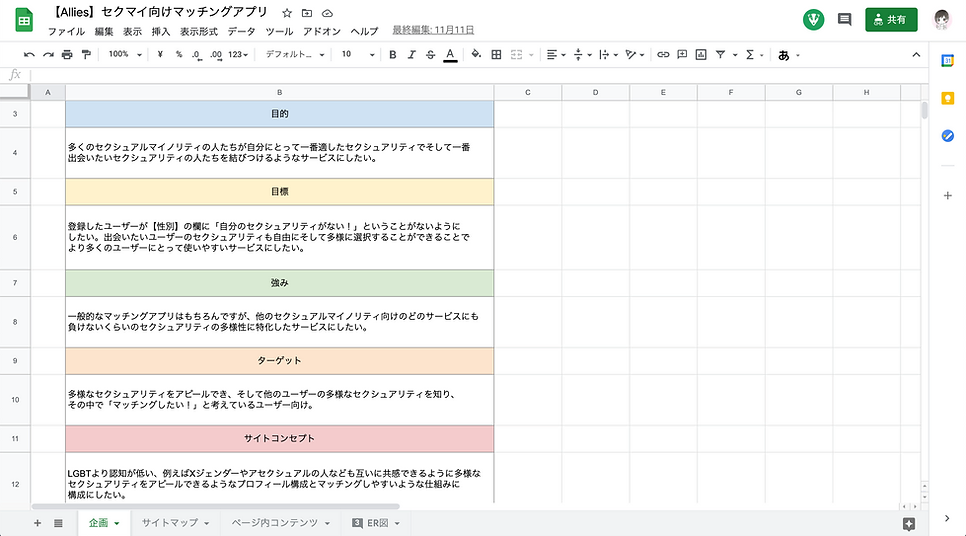 【Allies】セクマイ向けマッチングアプリ
ファイル 編集 表示 挿入 表示形式 データ ツール アドオン ヘルプ 最終編集: 11月11日
共有
100% ¥ % .0 .00 123 デフォルト... 10 B I S A あ
fx
A B C D E F G H
3 目的
4 多くのセクシュアルマイノリティの人たちが自分にとって一番適したセクシュアリティでそして一番
出会いたいセクシュアリティの人たちを結びつけるようなサービスにしたい。
5 目標
6 登録したユーザーが【性別】の欄に「自分のセクシュアリティがない！」ということがないように
したい。出会いたいユーザーのセクシュアリティも自由にそして多様に選択することができることで
より多くのユーザーにとって使いやすいサービスにしたい。
7 強み
8 一般的なマッチングアプリはもちろんですが、他のセクシュアルマイノリティ向けのどのサービスにも
負けないくらいのセクシュアリティの多様性に特化したサービスにしたい。
9 ターゲット
10 多様なセクシュアリティをアピールでき、そして他のユーザーの多様なセクシュアリティを知り、
その中で「マッチングしたい！」と考えているユーザー向け。
11 サイトコンセプト
12 LGBTより認知が低い、例えばXジェンダーやアセクシュアルの人なども互いに共感できるように多様な
セクシュアリティをアピールできるようなプロフィール構成とマッチングしやすいような仕組みに
構成にしたい。
企画 サイトマップ ページ内コンテンツ 3 ER図
31